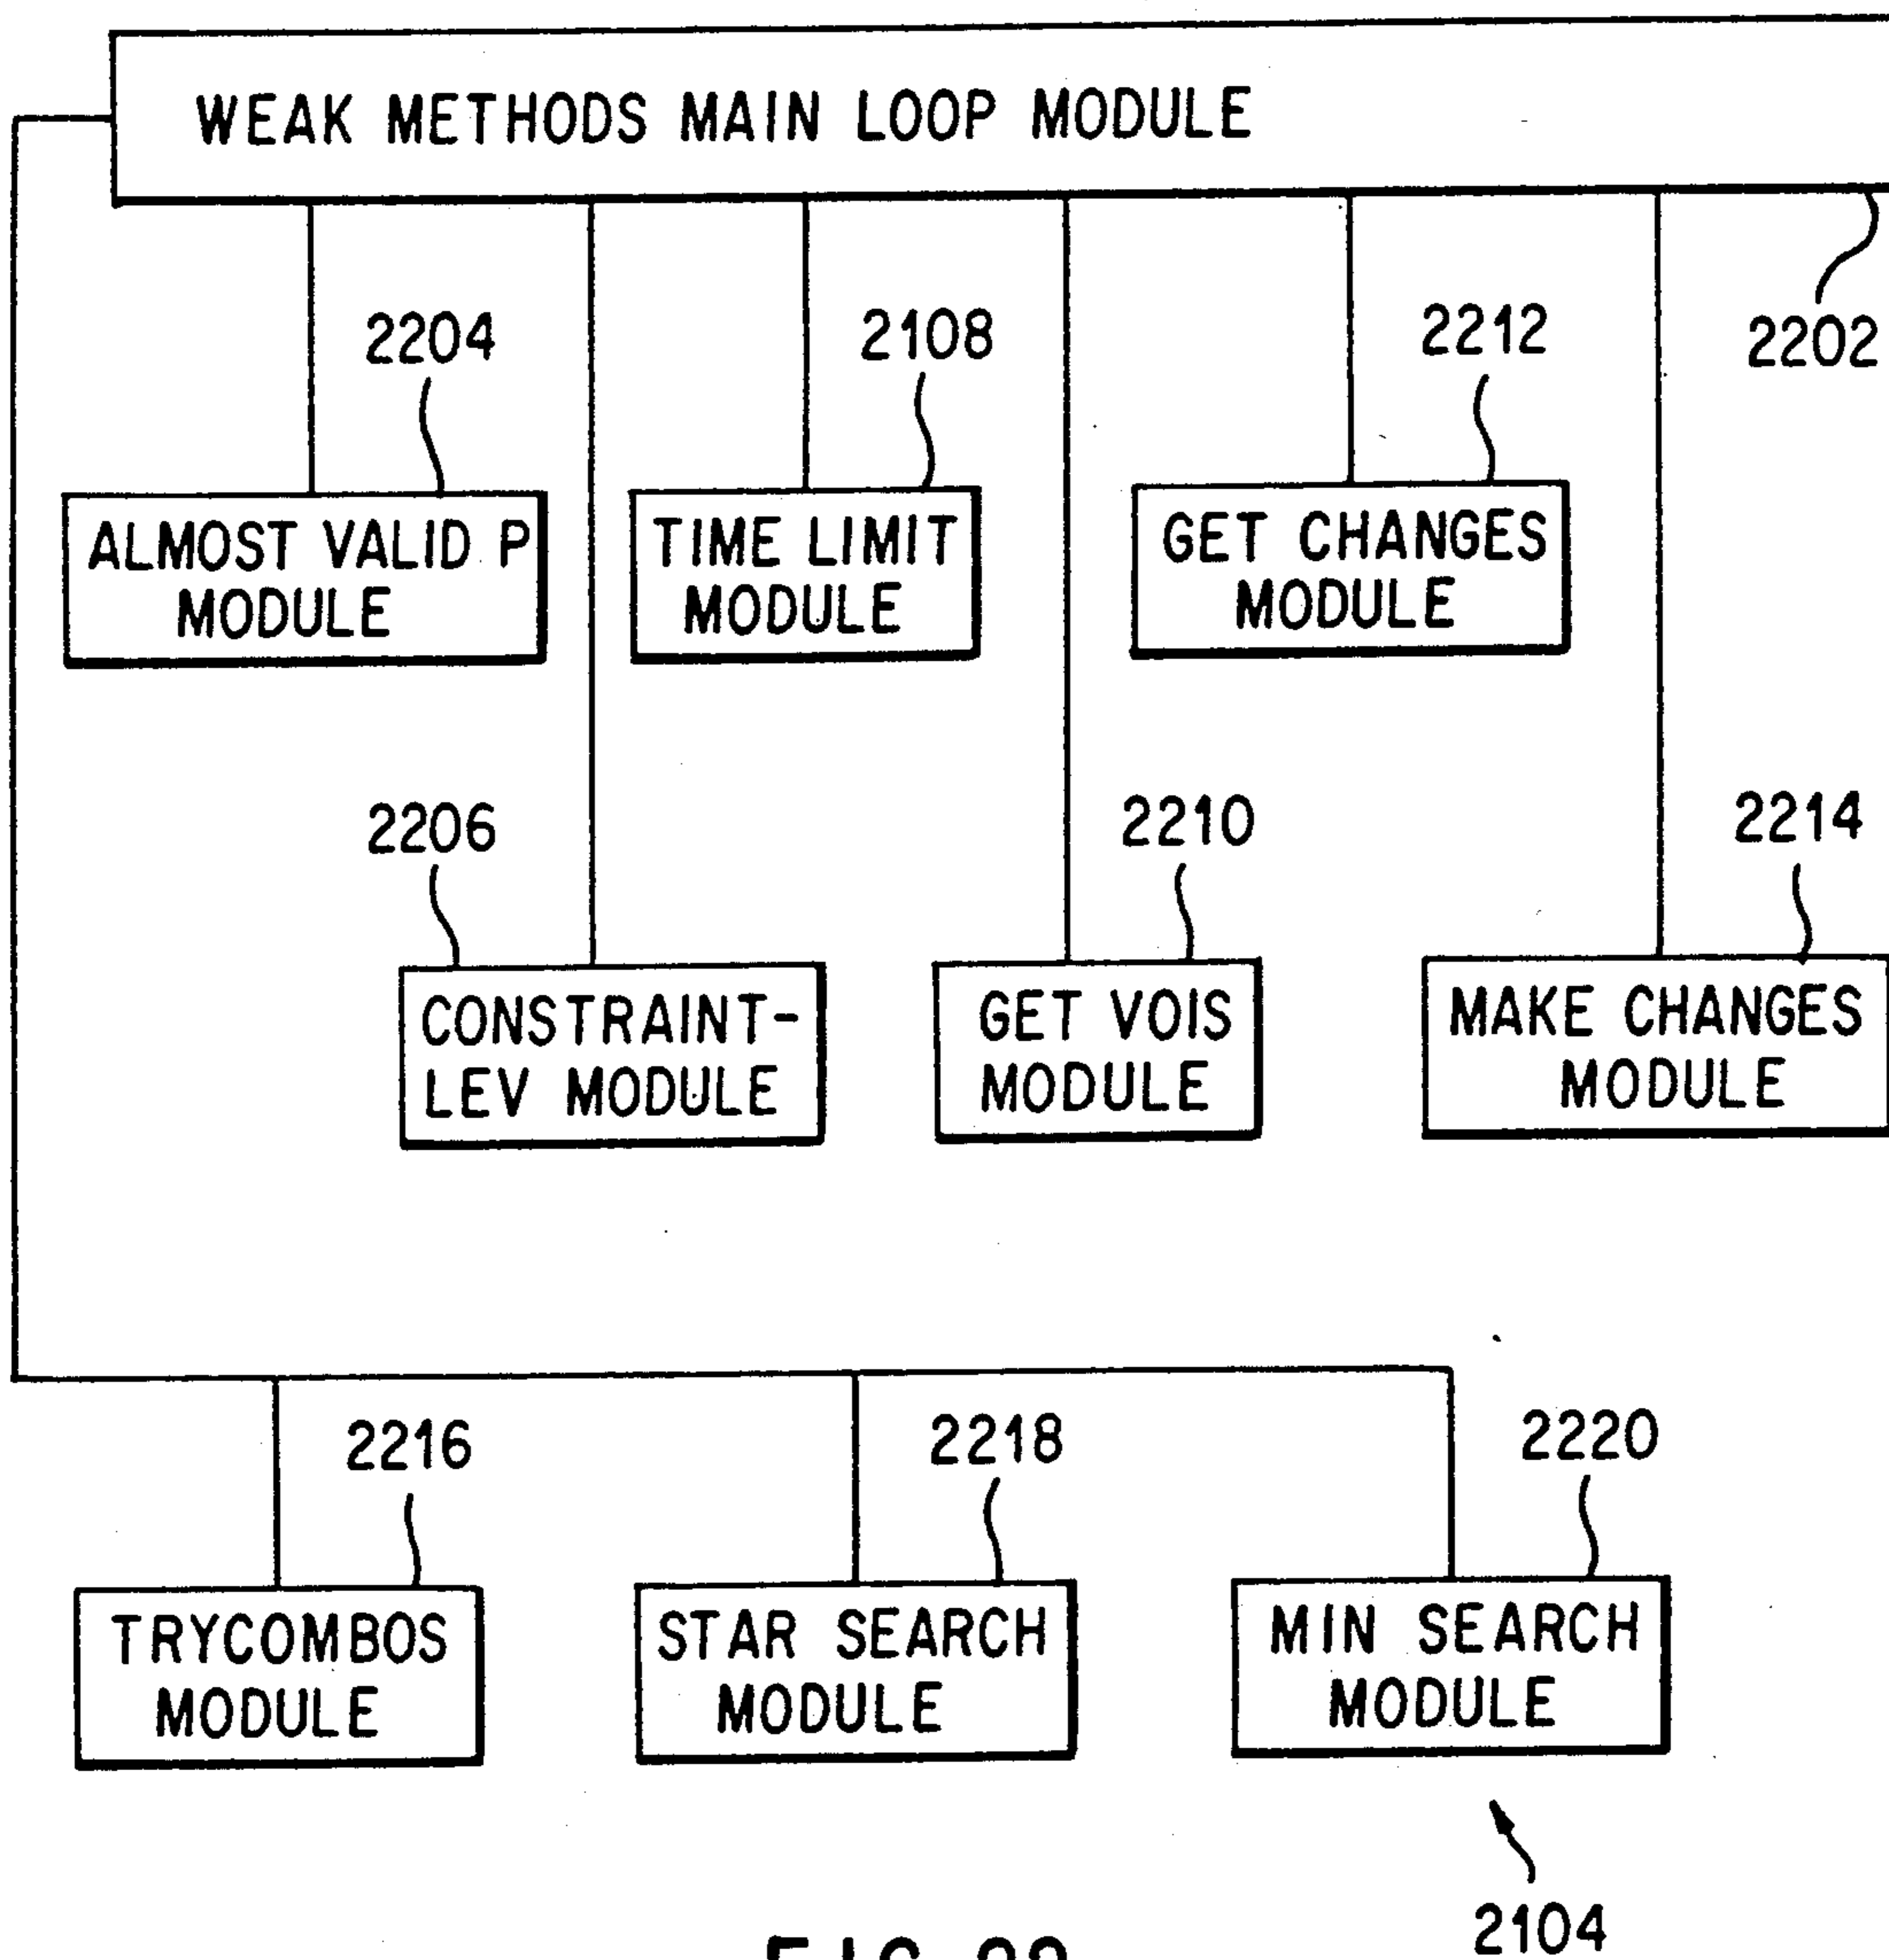 WEAK METHODS MAIN LOOP MODULE
2204
2108
2212
2202
ALMOST VALID P
MODULE
TIME LIMIT
MODULE
GET CHANGES
MODULE
2206
2210
2214
CONSTRAINT-
LEV MODULE
GET VOIS
MODULE
MAKE CHANGES
MODULE
2216
2218
2220
TRYCOMBOS
MODULE
STAR SEARCH
MODULE
MIN SEARCH
MODULE
2104